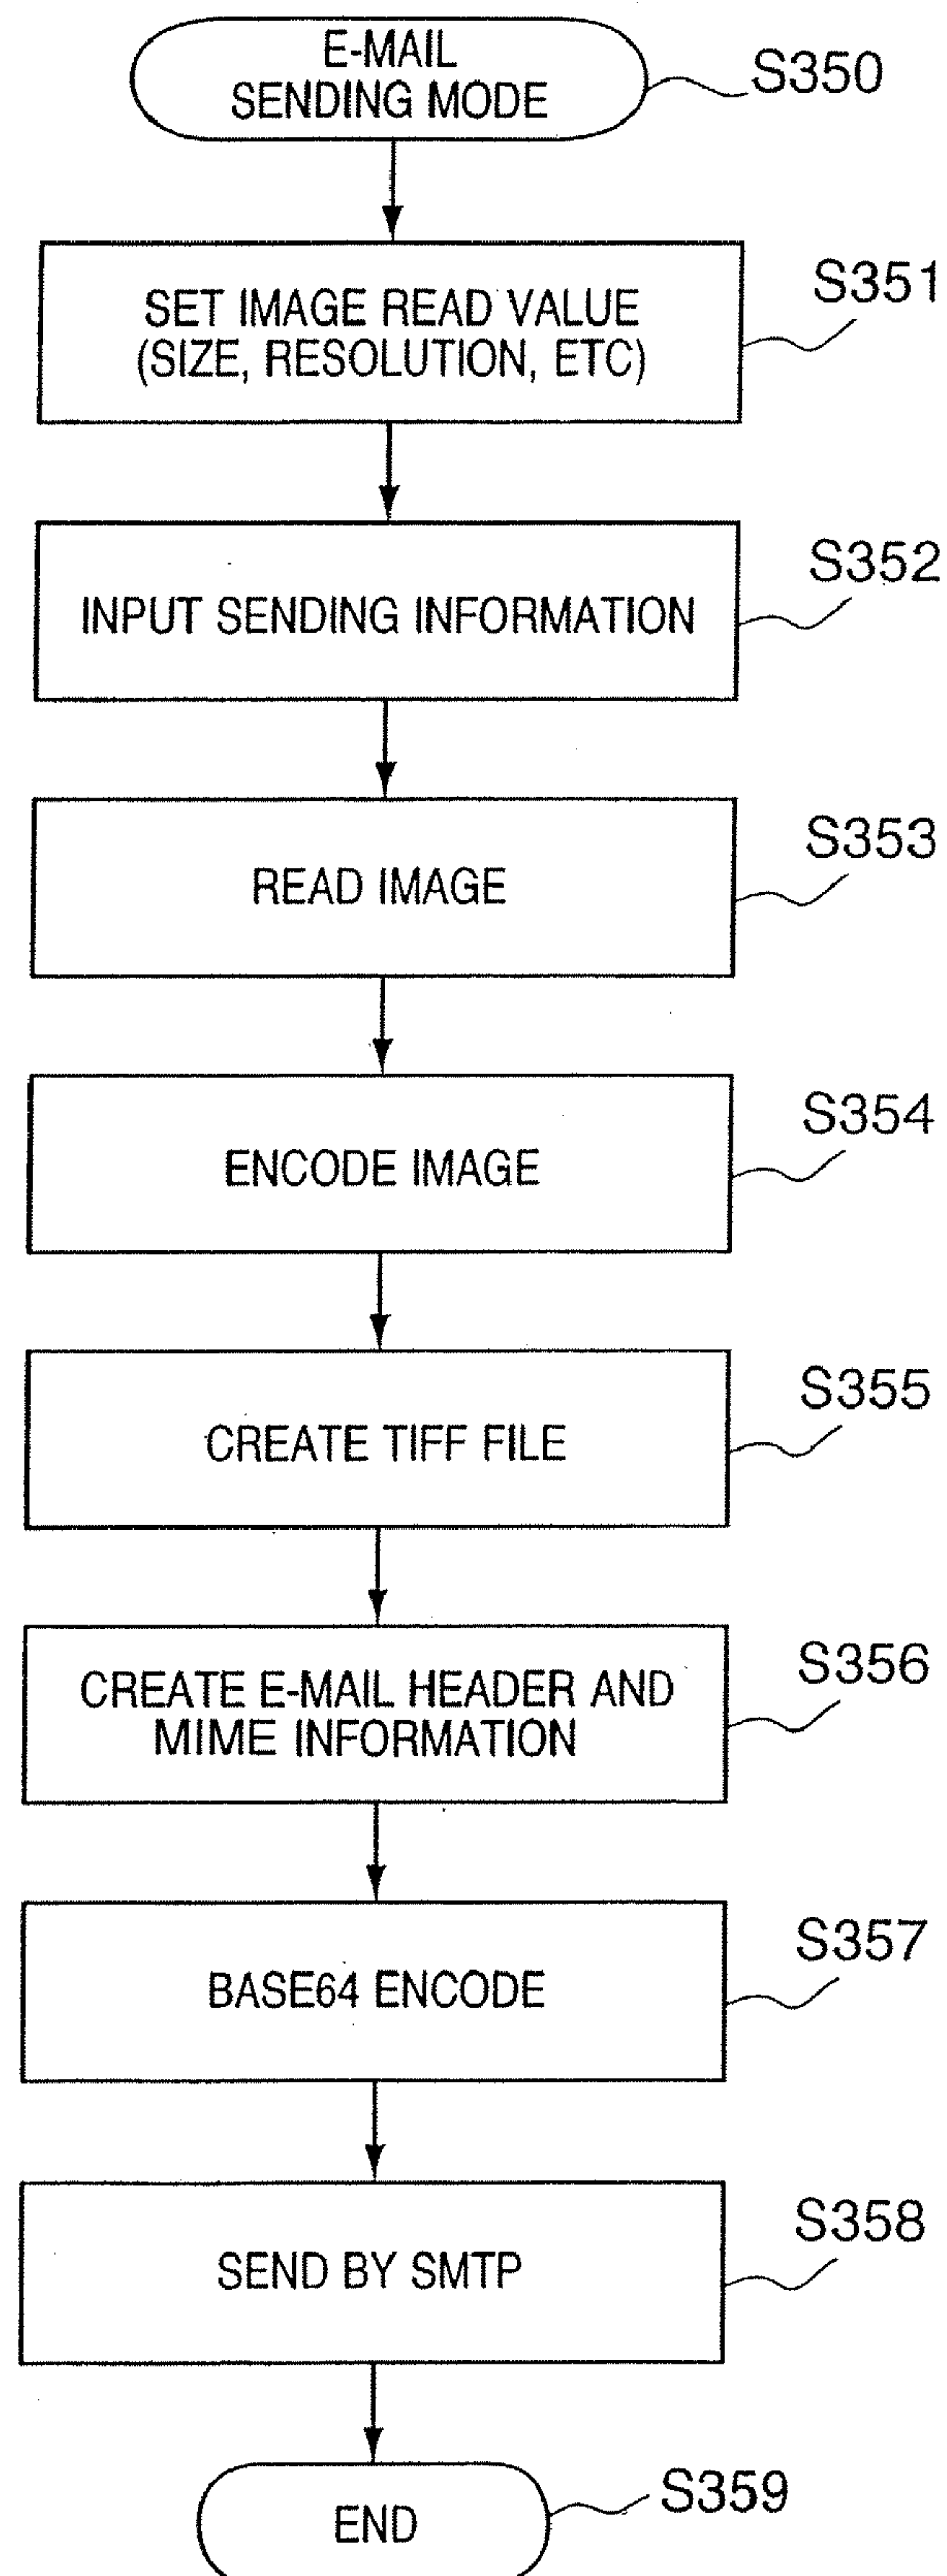 E-MAIL
SENDING MODE
S350
SET IMAGE READ VALUE
(SIZE, RESOLUTION, ETC)
S351
INPUT SENDING INFORMATION
S352
READ IMAGE
S353
ENCODE IMAGE
S354
CREATE TIFF FILE
S355
CREATE E-MAIL HEADER AND
MIME INFORMATION
S356
BASE64 ENCODE
S357
SEND BY SMTP
S358
END
S359